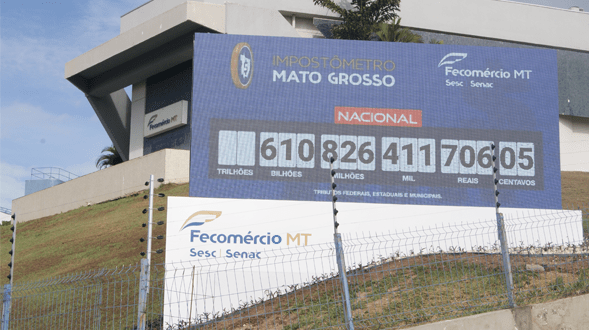 IMPOSTÔMETRO
MATO GROSSO
Fecomércio MT
Sesc | Senac
NACIONAL
610 826 411 706 05
TRILHÕES BILHÕES MILHÕES MIL REAIS CENTAVOS
TRIBUTOS FEDERAIS, ESTADUAIS E MUNICIPAIS.
Fecomércio MT
Fecomércio MT
Sesc | Senac